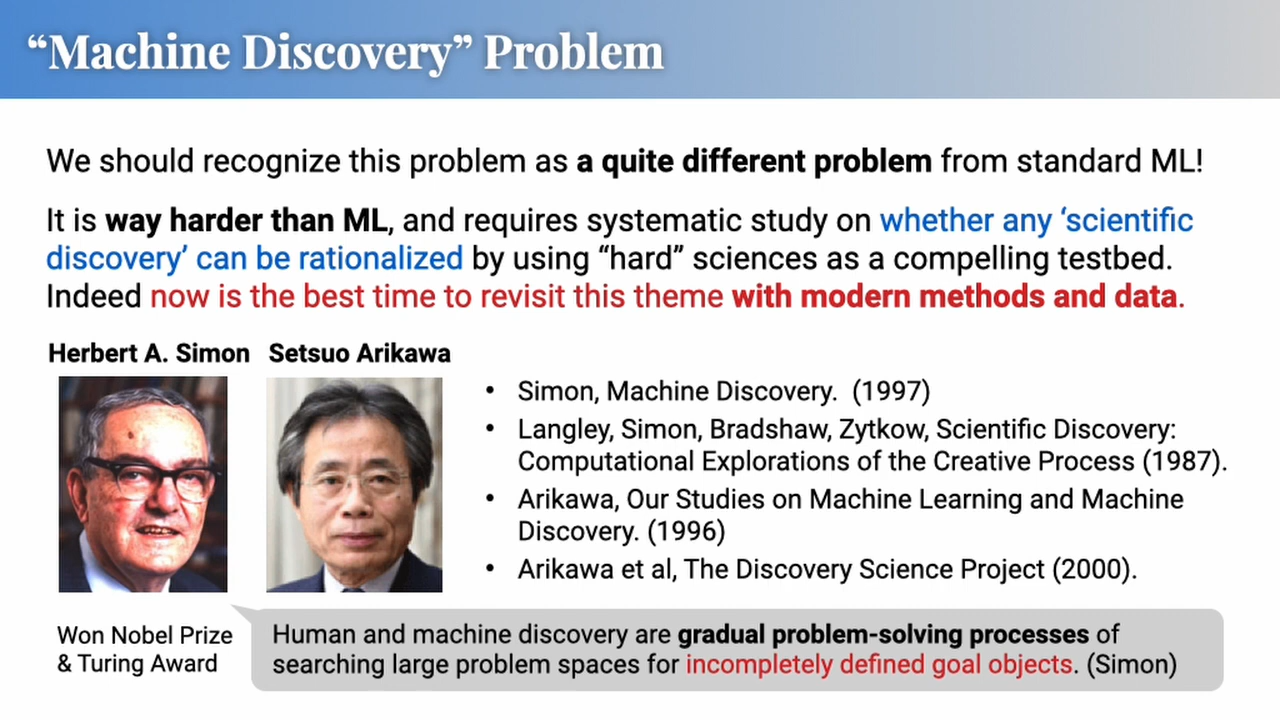 “Machine Discovery” Problem
We should recognize this problem as a quite different problem from standard ML!
It is way harder than ML, and requires systematic study on whether any ‘scientific
discovery’ can be rationalized by using “hard” sciences as a compelling testbed.
Indeed now is the best time to revisit this theme with modern methods and data.
Herbert A. Simon
Setsuo Arikawa
• Simon, Machine Discovery. (1997)
• Langley, Simon, Bradshaw, Zytkow, Scientific Discovery:
Computational Explorations of the Creative Process (1987).
• Arikawa, Our Studies on Machine Learning and Machine
Discovery. (1996)
• Arikawa et al, The Discovery Science Project (2000).
Won Nobel Prize
& Turing Award
Human and machine discovery are gradual problem-solving processes of
searching large problem spaces for incompletely defined goal objects. (Simon)